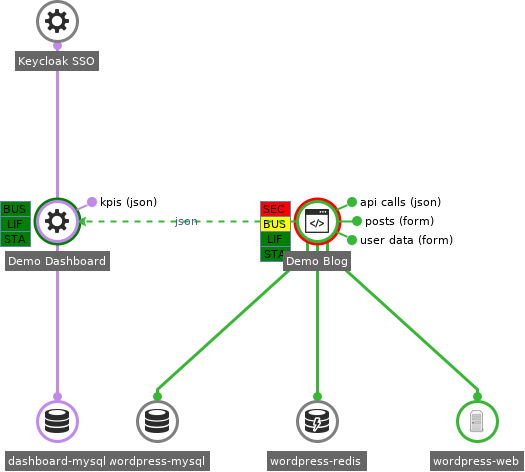 Keycloak SSO
BUS
LIF
STA
kpis (json)
Demo Dashboard
json
SEC
BUS
LIF
STA
api calls (json)
posts (form)
user data (form)
Demo Blog
dashboard-mysql
wordpress-mysql
wordpress-redis
wordpress-web